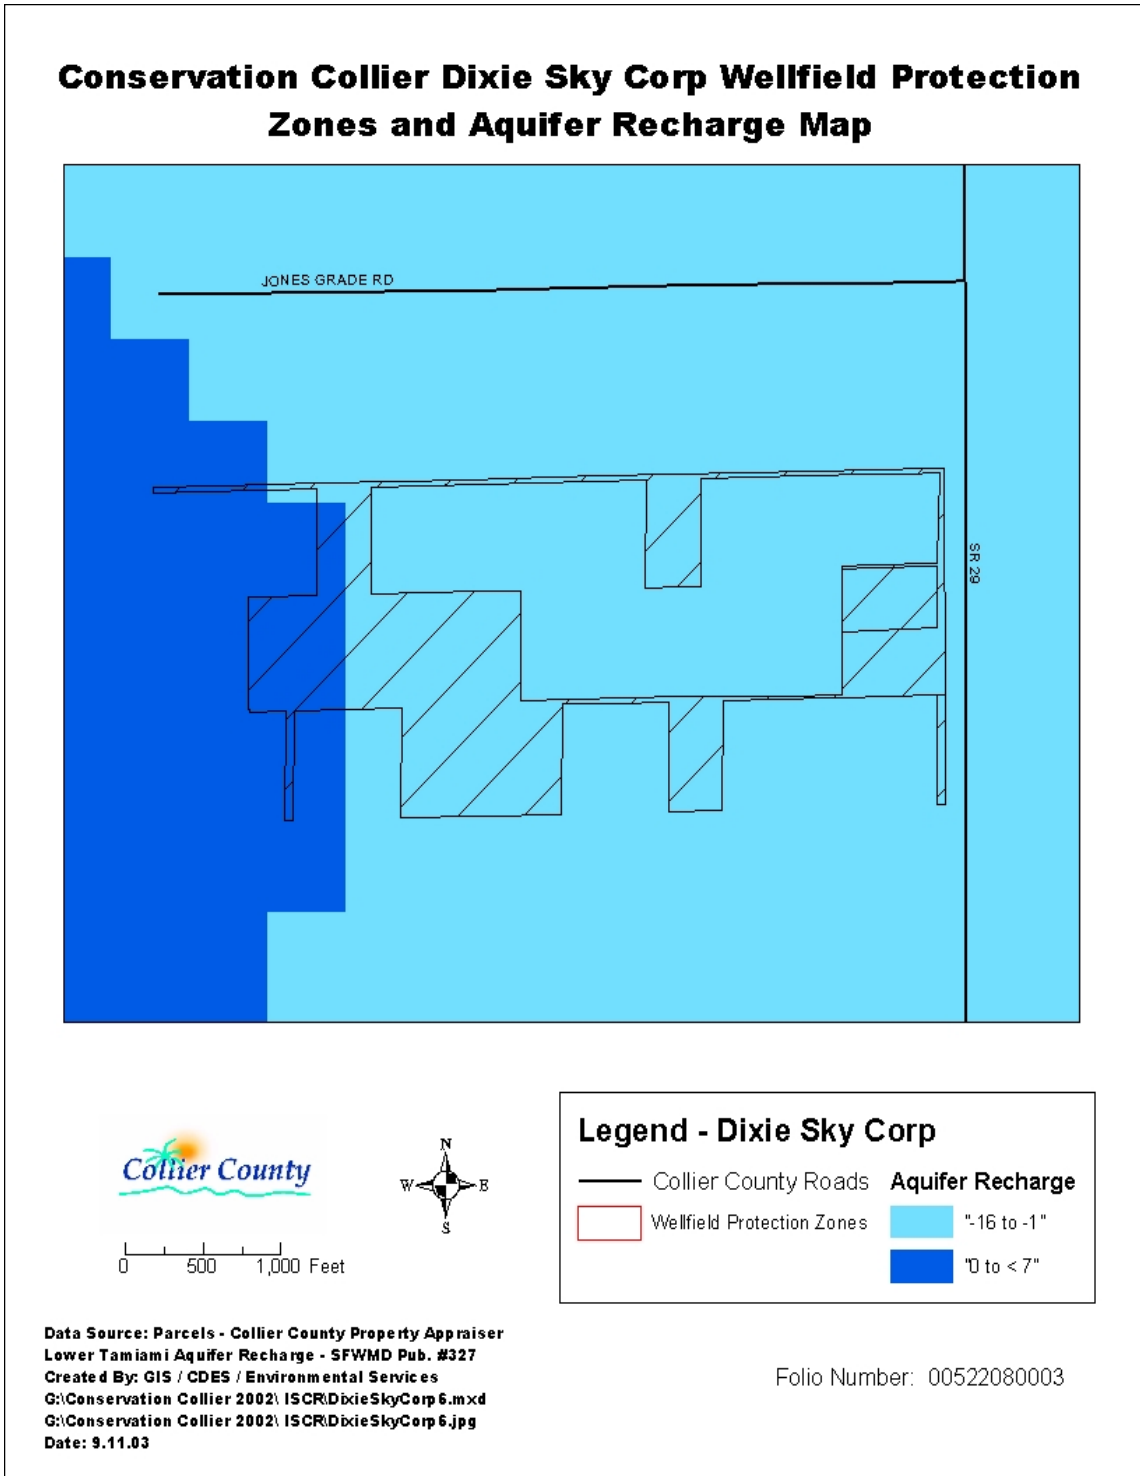 Conservation Collier Dixie Sky Corp Wellfield Protection
Zones and Aquifer Recharge Map
JONES GRADE RD
SR 29
Collier County
N
W E
S
0 500 1,000 Feet
Legend - Dixie Sky Corp
Collier County Roads
Wellfield Protection Zones
Aquifer Recharge
"-16 to -1"
"0 to < 7"
Data Source: Parcels - Collier County Property Appraiser
Lower Tamiami Aquifer Recharge - SFWMD Pub. #327
Created By: GIS / CDES / Environmental Services
G:\Conservation Collier 2002\ ISCR\DixieSkyCorp6.mxd
G:\Conservation Collier 2002\ ISCR\DixieSkyCorp6.jpg
Date: 9.11.03
Folio Number: 00522080003